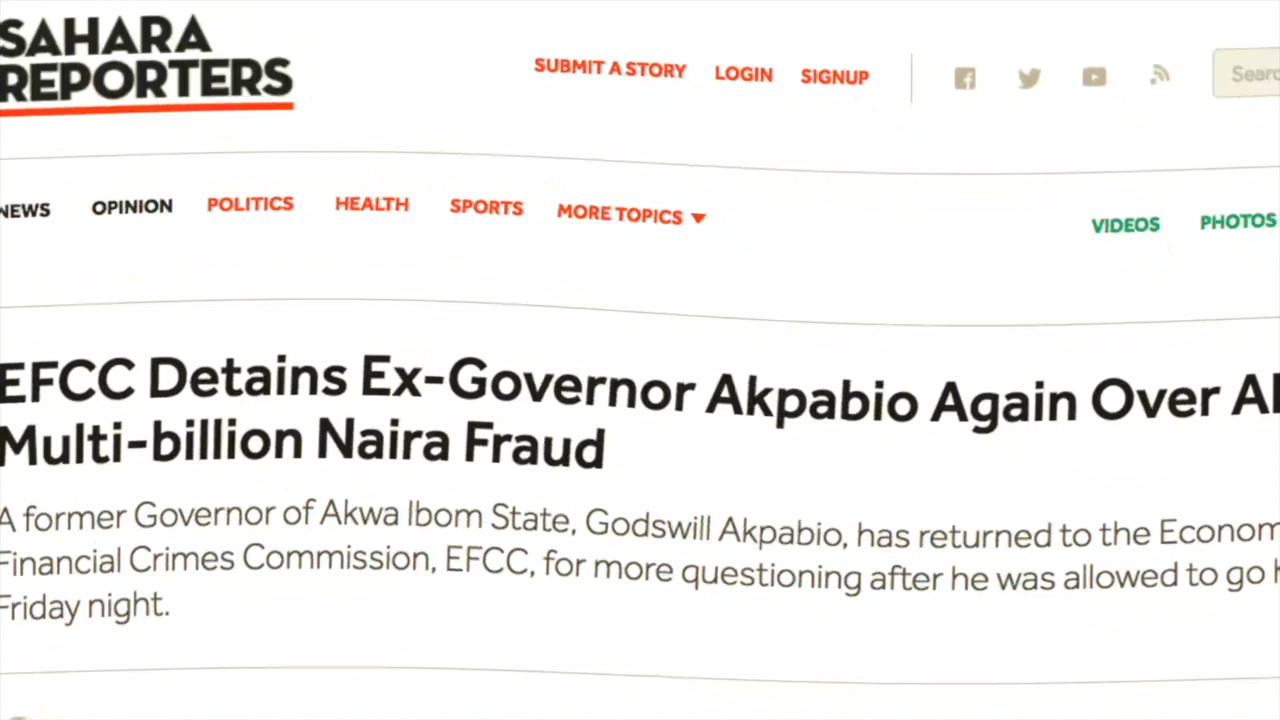 SAHARA
REPORTERS
SUBMIT A STORY LOGIN SIGNUP
NEWS OPINION POLITICS HEALTH SPORTS MORE TOPICS
VIDEOS PHOTOS
EFCC Detains Ex-Governor Akpabio Again Over
Multi-billion Naira Fraud
A former Governor of Akwa Ibom State, Godswill Akpabio, has returned to the
Financial Crimes Commission, EFCC, for more questioning after he was allowed to go
Friday night.